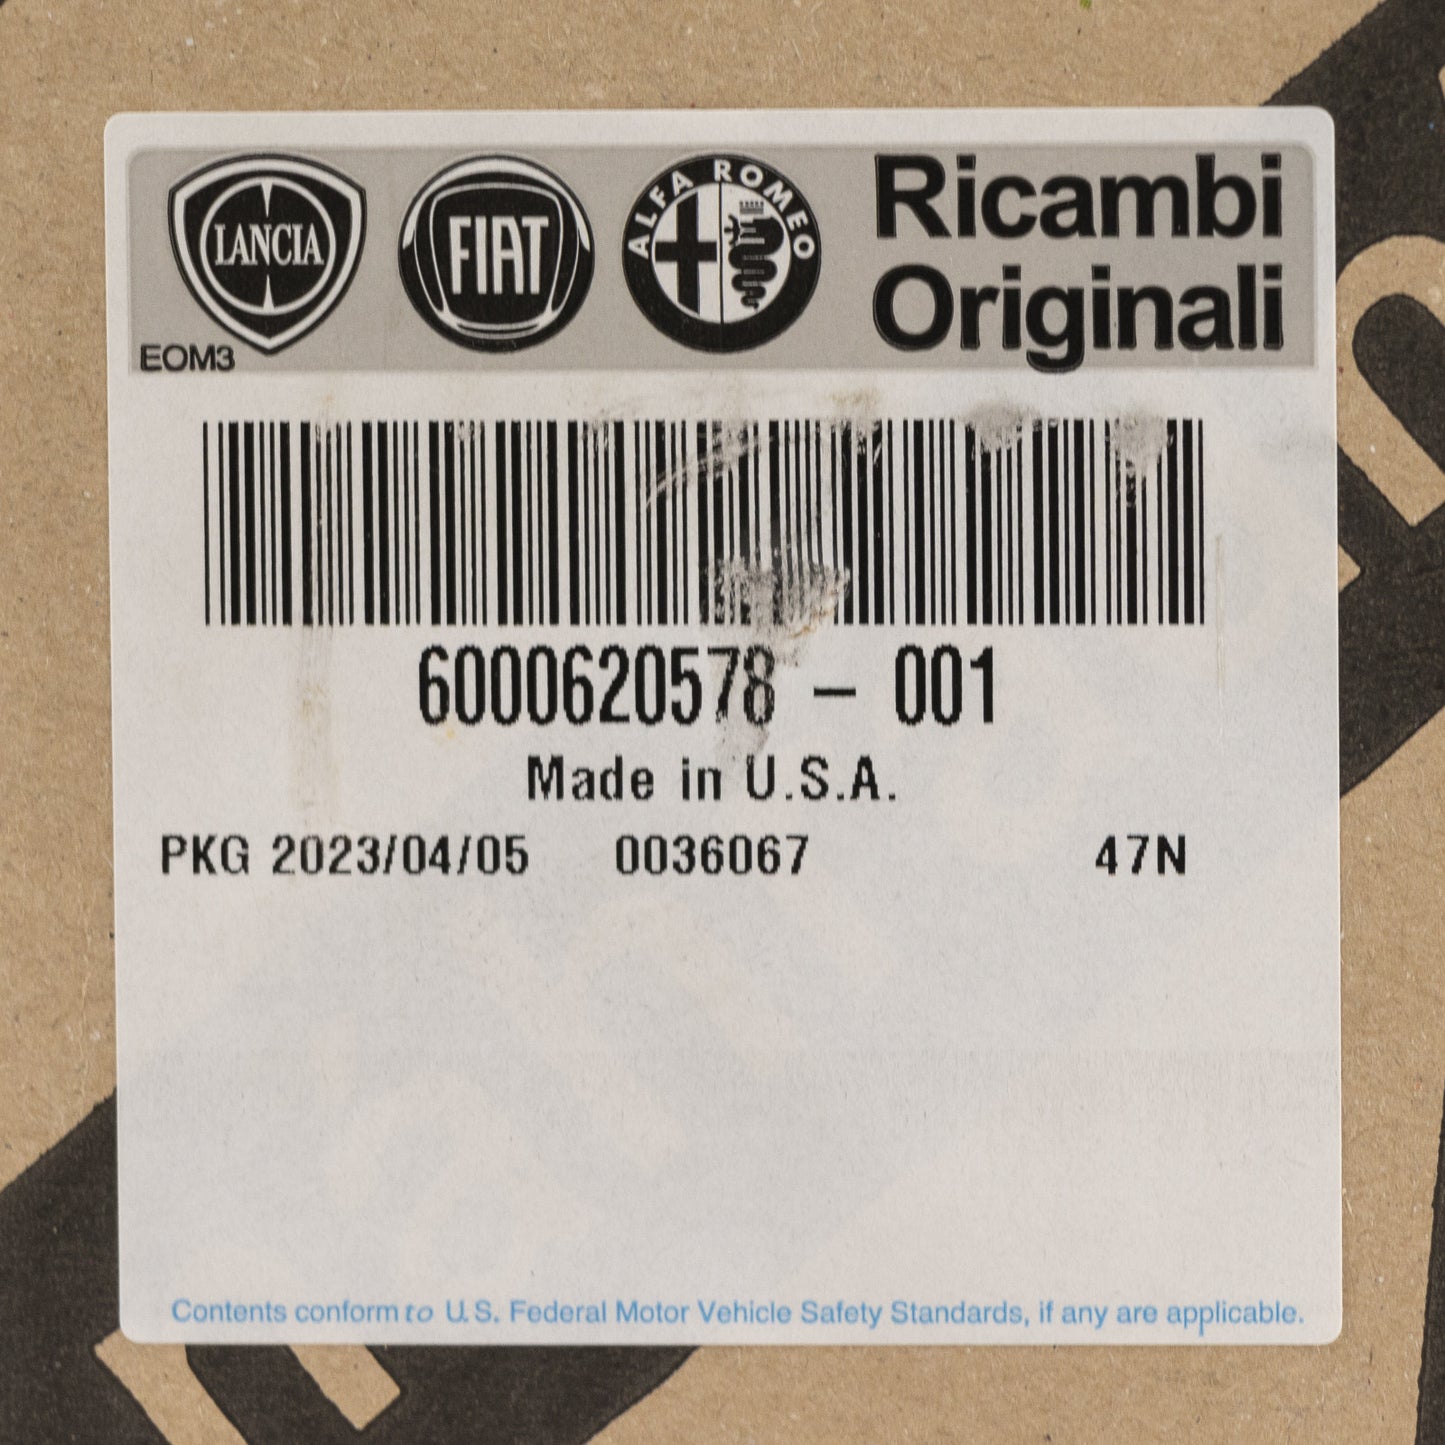 LANCIA
FIAT
ALFA ROMEO
Ricambi
Originali
EOM3
6000620578 – 001
Made in U.S.A.
PKG 2023/04/05 0036067 47N
Contents conform to U.S. Federal Motor Vehicle Safety Standards, if any are applicable.